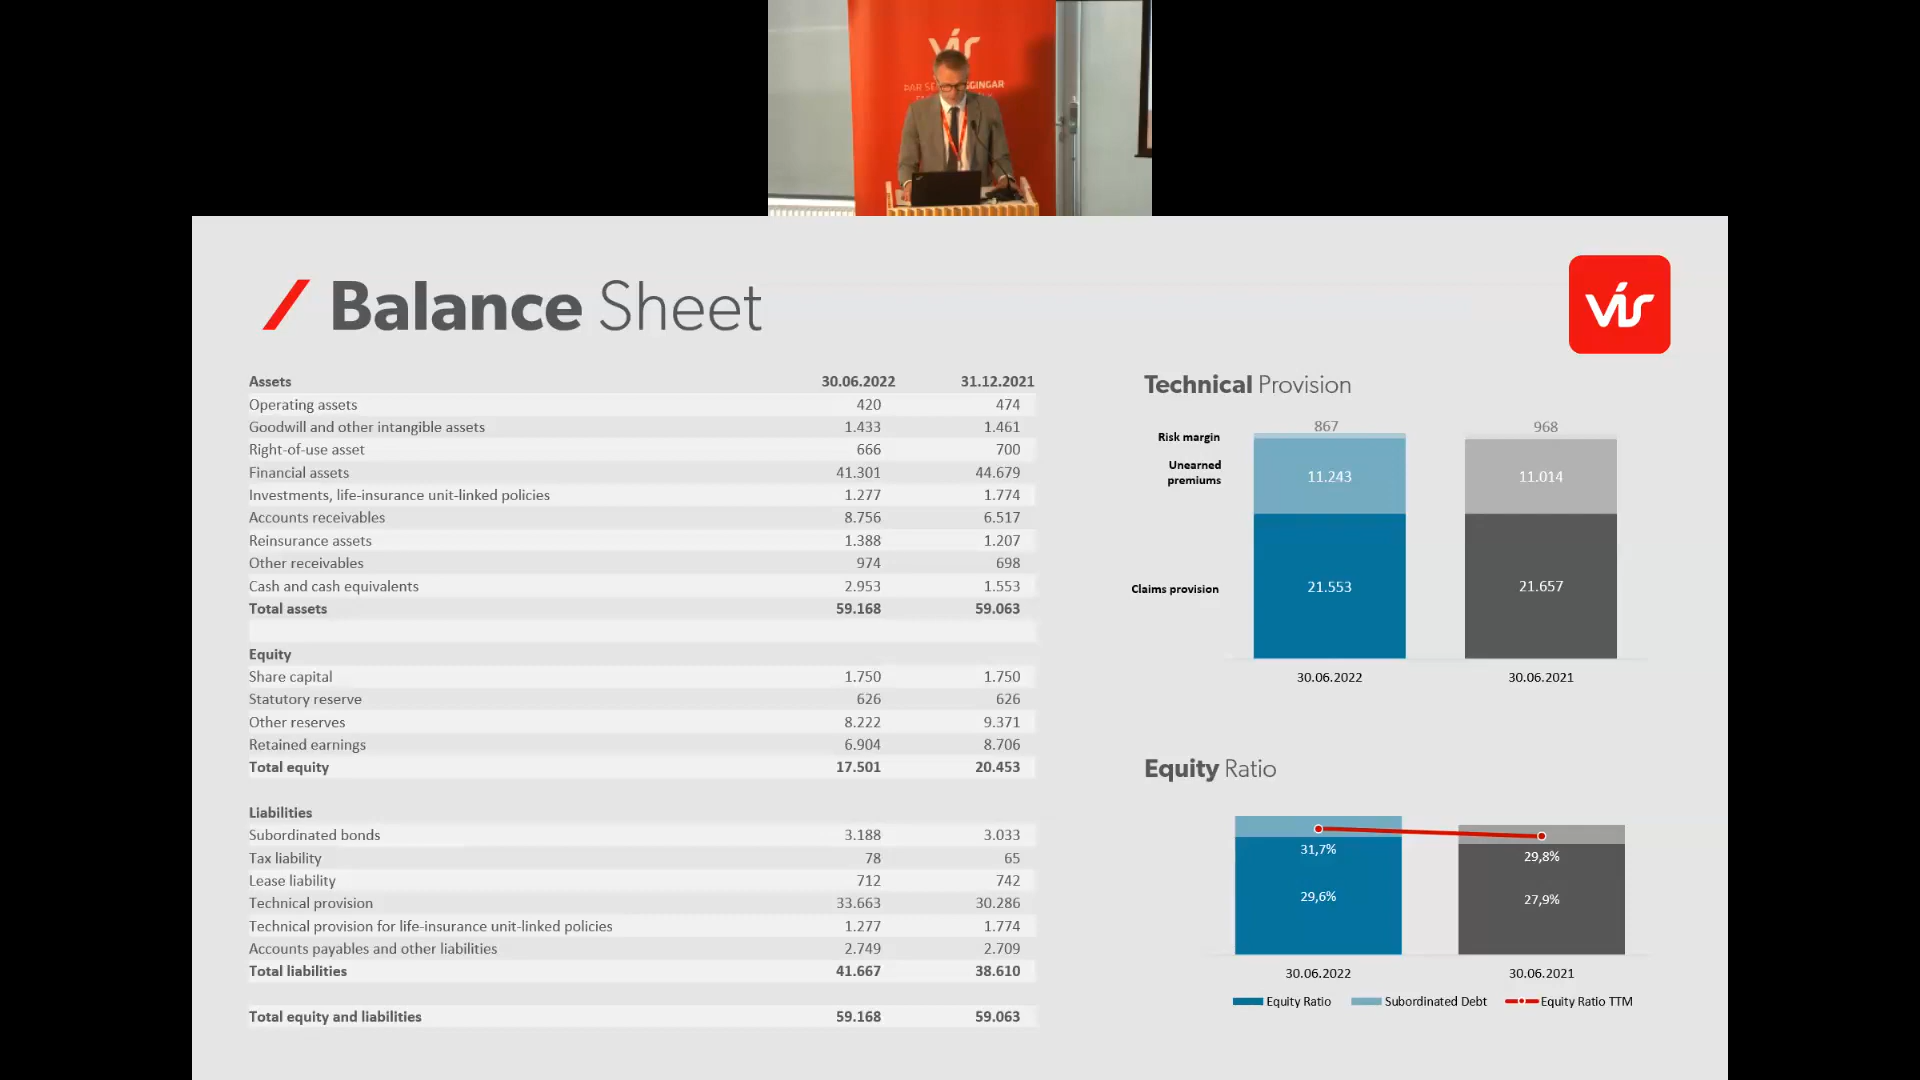 vís
Balance Sheet
vís
Assets 30.06.2022 31.12.2021
Operating assets 420 474
Goodwill and other intangible assets 1.433 1.461
Right-of-use asset 666 700
Financial assets 41.301 44.679
Investments, life-insurance unit-linked policies 1.277 1.774
Accounts receivables 8.756 6.517
Reinsurance assets 1.388 1.207
Other receivables 974 698
Cash and cash equivalents 2.953 1.553
Total assets 59.168 59.063
Equity
Share capital 1.750 1.750
Statutory reserve 626 626
Other reserves 8.222 9.371
Retained earnings 6.904 8.706
Total equity 17.501 20.453
Liabilities
Subordinated bonds 3.188 3.033
Tax liability 78 65
Lease liability 712 742
Technical provision 33.663 30.286
Technical provision for life-insurance unit-linked policies 1.277 1.774
Accounts payables and other liabilities 2.749 2.709
Total liabilities 41.667 38.610
Total equity and liabilities 59.168 59.063
Technical Provision
867 968
Risk margin
Unearned
premiums
11.243 11.014
Claims provision
21.553 21.657
30.06.2022 30.06.2021
Equity Ratio
31,7% 29,8%
29,6% 27,9%
30.06.2022 30.06.2021
Equity Ratio Subordinated Debt Equity Ratio TTM